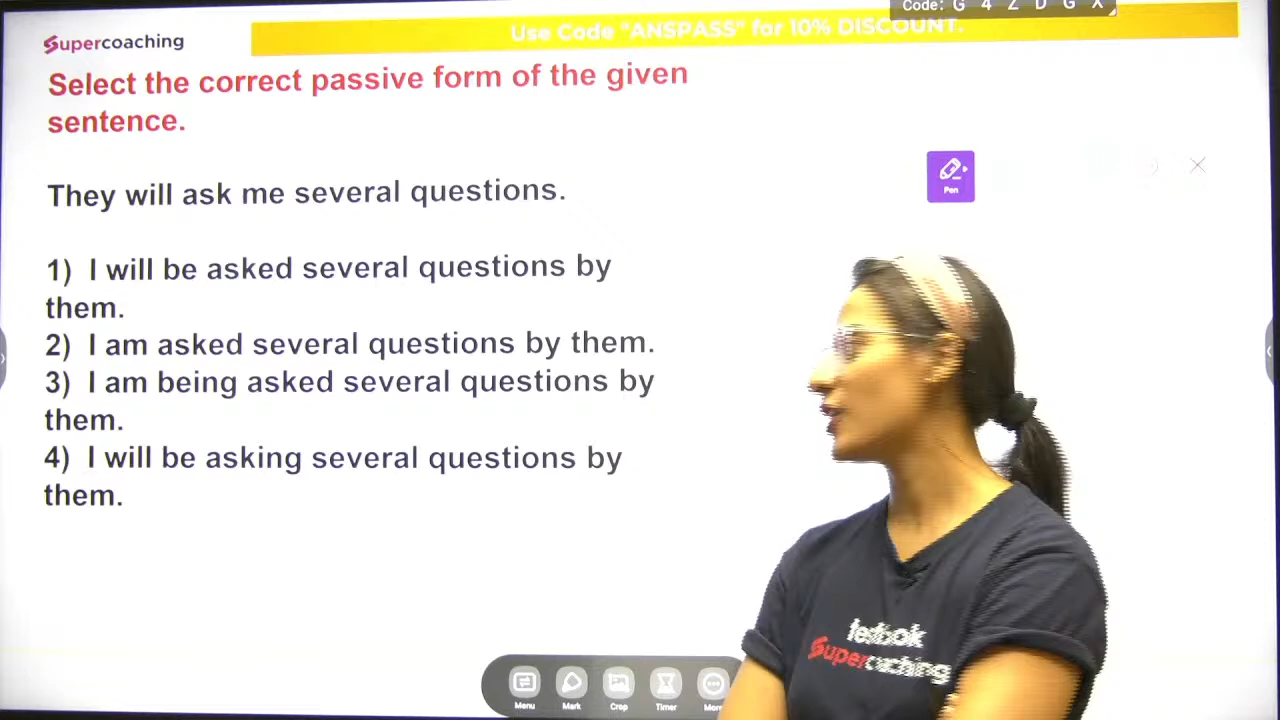 Code: G 4 Z D G X
Supercoaching
Use Code "ANSPASS" for 10% DISCOUNT.
Select the correct passive form of the given
sentence.
They will ask me several questions.
Pen
1) I will be asked several questions by
them.
2) I am asked several questions by them.
3) I am being asked several questions by
them.
4) I will be asking several questions by
them.
testbook
Supercoaching
Menu
Mark
Crop
Timer
More